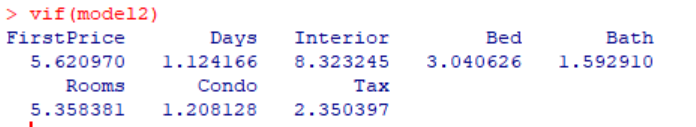 > vif(model2)
FirstPrice Days Interior Bed Bath
5.620970 1.124166 8.323245 3.040626 1.592910
Rooms Condo Tax
5.358381 1.208128 2.350397